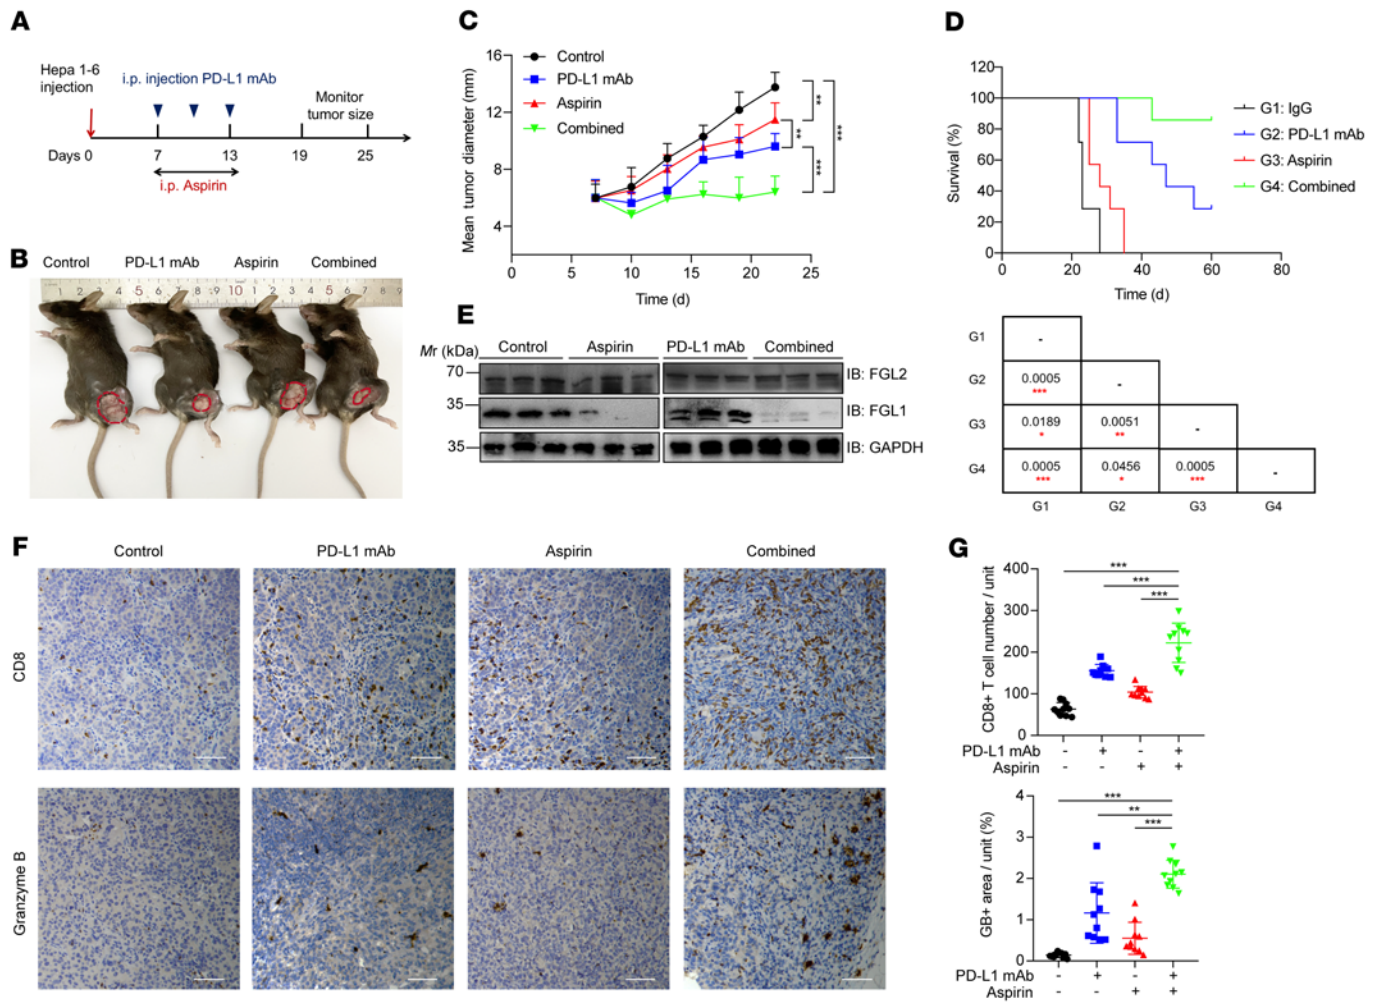 A
Hepa 1-6
injection
i.p. injection PD-L1 mAb
Monitor
tumor size
Days 0
7
13
19
25
i.p. Aspirin
B
Control
PD-L1 mAb
Aspirin
Combined
C
Mean tumor diameter (mm)
16
12
8
4
0
5
10
15
20
25
Time (d)
Control
PD-L1 mAb
Aspirin
Combined
**
**
***
***
D
Survival (%)
120
100
80
60
40
20
0
0
20
40
60
80
Time (d)
G1: IgG
G2: PD-L1 mAb
G3: Aspirin
G4: Combined
G1 -
G2 0.0005 -
***
G3 0.0189 0.0051 -
* **
G4 0.0005 0.0456 0.0005 -
*** * ***
G1 G2 G3 G4
E
Mr (kDa)
Control
Aspirin
PD-L1 mAb
Combined
70
IB: FGL2
35
IB: FGL1
35
IB: GAPDH
F
Control
PD-L1 mAb
Aspirin
Combined
CD8
Granzyme B
G
CD8+ T cell number / unit
400
300
200
100
0
***
***
***
PD-L1 mAb - + - +
Aspirin - - + +
GB+ area / unit (%)
4
3
2
1
0
***
**
***
PD-L1 mAb - + - +
Aspirin - - + +